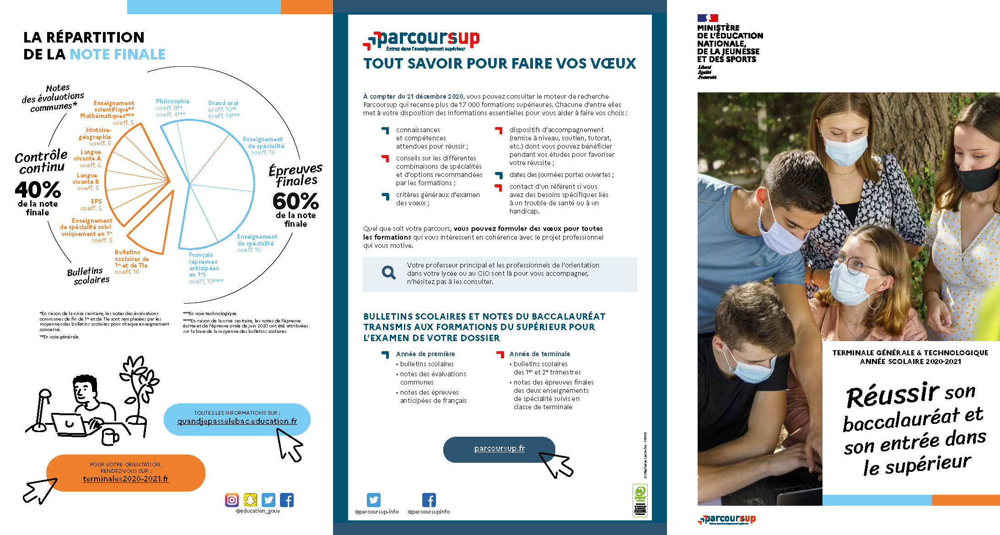 LA RÉPARTITION
DE LA NOTE FINALE
Notes
des évaluations
communes*
Enseignement
scientifique**
Mathématiques***
coeff. 5
Histoire-
géographie
coeff. 5
Langue
vivante A
coeff. 5
Langue
vivante B
coeff. 5
EPS
coeff. 5
Enseignement
de spécialité suivi
uniquement en 1re
coeff. 5
Bulletins
scolaires de
1re et de Tle
coeff. 10
Contrôle
continu
40%
de la note
finale
Bulletins
scolaires
Philosophie
coeff. 8**
coeff. 4***
Grand oral
coeff. 10**
coeff. 14***
Enseignement
de spécialité
coeff. 16
Enseignement
de spécialité
coeff. 16
Français
(épreuves
anticipées
en 1re)
coeff. 10****
Épreuves
finales
60%
de la note
finale
*En raison de la crise sanitaire, les notes des évaluations
communes de fin de 1re et de Tle sont remplacées par les
moyennes des bulletins scolaires pour chaque enseignement
concerné.
**En voie générale.
***En voie technologique.
****En raison de la crise sanitaire, les notes de l'épreuve
écrite et de l'épreuve orale de juin 2020 ont été attribuées
sur la base de la moyenne des bulletins scolaires.
TOUTES LES INFORMATIONS SUR :
quandjepasselebac.education.fr
POUR VOTRE ORIENTATION,
RENDEZ-VOUS SUR :
terminales2020-2021.fr
@education_gouv
parcoursup
Entrez dans l'enseignement supérieur
TOUT SAVOIR POUR FAIRE VOS VŒUX
À compter du 21 décembre 2020, vous pouvez consulter le moteur de recherche
Parcoursup qui recense plus de 17 000 formations supérieures. Chacune d'entre elles
met à votre disposition des informations essentielles pour vous aider à faire vos choix :
connaissances
et compétences
attendues pour réussir ;
conseils sur les différentes
combinaisons de spécialités
et d'options recommandées
par les formations ;
critères généraux d'examen
des vœux ;
dispositifs d'accompagnement
(remise à niveau, soutien, tutorat,
etc.) dont vous pouvez bénéficier
pendant vos études pour favoriser
votre réussite ;
dates des journées portes ouvertes ;
contact d'un référent si vous
avez des besoins spécifiques liés
à un trouble de santé ou à un
handicap.
Quel que soit votre parcours, vous pouvez formuler des vœux pour toutes
les formations qui vous intéressent en cohérence avec le projet professionnel
qui vous motive.
Votre professeur principal et les professionnels de l'orientation
dans votre lycée ou au CIO sont là pour vous accompagner,
n'hésitez pas à les consulter.
BULLETINS SCOLAIRES ET NOTES DU BACCALAURÉAT
TRANSMIS AUX FORMATIONS DU SUPÉRIEUR POUR
L'EXAMEN DE VOTRE DOSSIER
Année de première
• bulletins scolaires
• notes des évaluations
communes
• notes des épreuves
anticipées de français
Année de terminale
• bulletins scolaires
des 1er et 2e trimestres
• notes des épreuves finales
des deux enseignements
de spécialité suivis en
classe de terminale
parcoursup.fr
© Stéphanie Lacombe - MENJS
@parcoursup-info
@parcoursupinfo
MINISTÈRE
DE L'ÉDUCATION
NATIONALE,
DE LA JEUNESSE
ET DES SPORTS
Liberté
Égalité
Fraternité
TERMINALE GÉNÉRALE & TECHNOLOGIQUE
ANNÉE SCOLAIRE 2020-2021
Réussir son
baccalauréat et
son entrée dans
le supérieur
parcoursup
Entrez dans l'enseignement supérieur